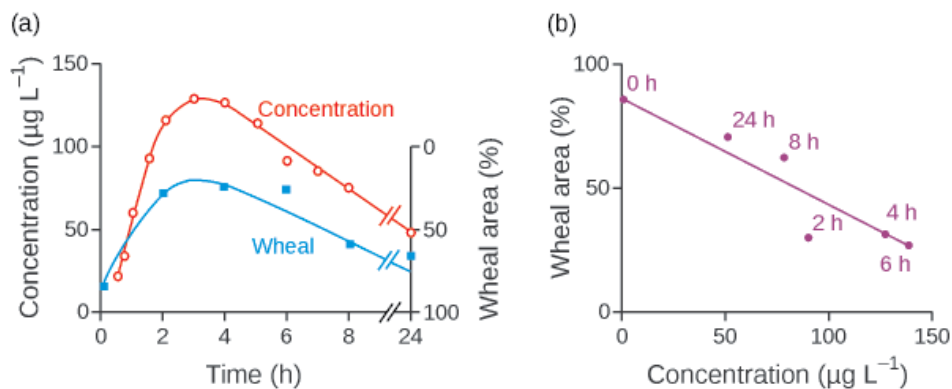 (a)
Concentration (µg L⁻¹)
150
100
50
0
Concentration
Wheal
0
50
100
Wheal area (%)
0 2 4 6 8 24
Time (h)
(b)
Wheal area (%)
100
50
0
0 h
24 h
8 h
2 h
4 h
6 h
0 50 100 150
Concentration (µg L⁻¹)